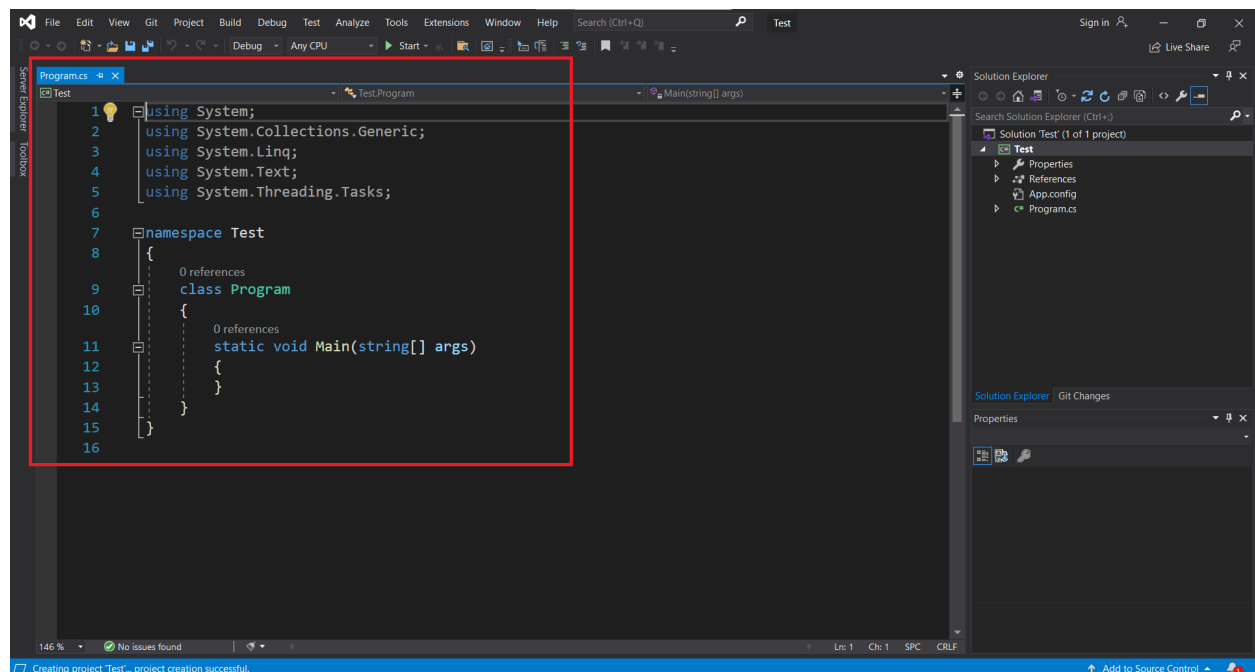 File Edit View Git Project Build Debug Test Analyze Tools Extensions Window Help Search (Ctrl+Q) Test Sign in
Debug Any CPU Start Live Share
Server Explorer
Toolbox
Program.cs
Test Test.Program Main(string[] args)
1 using System;
2 using System.Collections.Generic;
3 using System.Linq;
4 using System.Text;
5 using System.Threading.Tasks;
6
7 namespace Test
8 {
0 references
9 class Program
10 {
0 references
11 static void Main(string[] args)
12 {
13 }
14 }
15 }
16
146 % No issues found Ln: 1 Ch: 1 SPC CRLF
Solution Explorer
Search Solution Explorer (Ctrl+;)
Solution 'Test' (1 of 1 project)
Test
Properties
References
App.config
C# Program.cs
Solution Explorer Git Changes
Properties
Creating project 'Test'... project creation successful. Add to Source Control